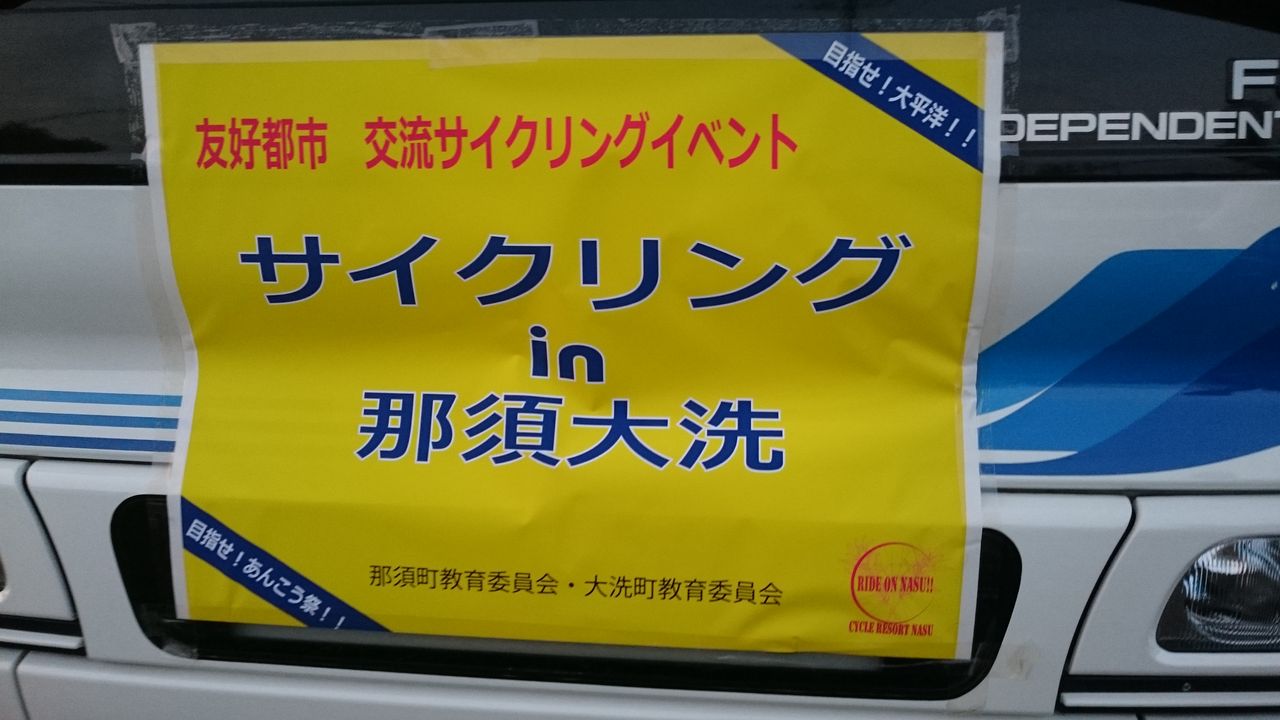 目指せ!大平洋!!
友好都市 交流サイクリングイベント
サイクリング
in
那須大洗
目指せ!あんこう祭!!
那須町教育委員会・大洗町教育委員会
RIDE ON NASU!!
CYCLE RESORT NASU
F
DEPENDENT